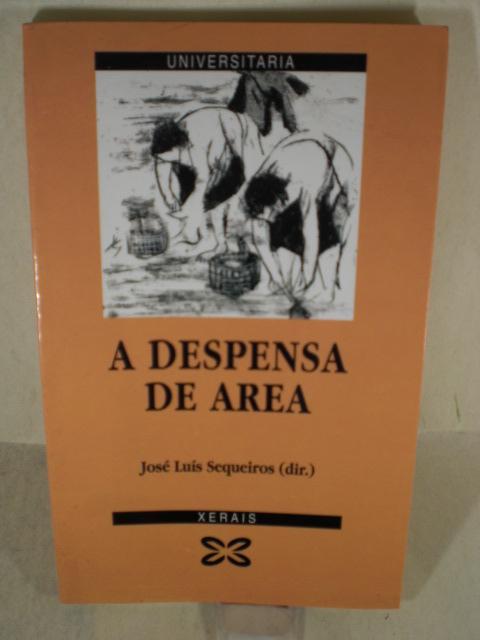 UNIVERSITARIA
A DESPENSA
DE AREA
José Luís Sequeiros (dir.)
XERAIS